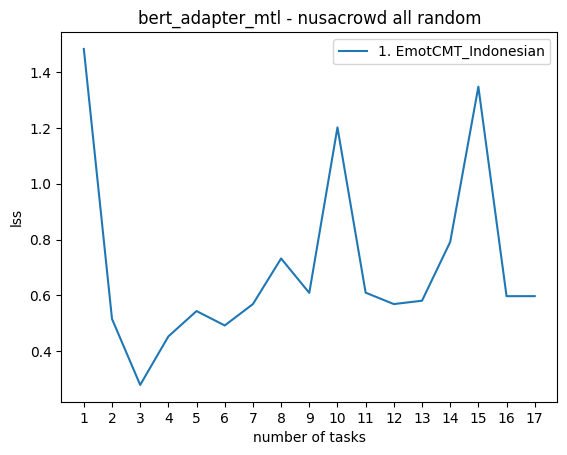 bert_adapter_mtl - nusacrowd all random
1. EmotCMT_Indonesian
lss
1.4
1.2
1.0
0.8
0.6
0.4
1 2 3 4 5 6 7 8 9 10 11 12 13 14 15 16 17
number of tasks